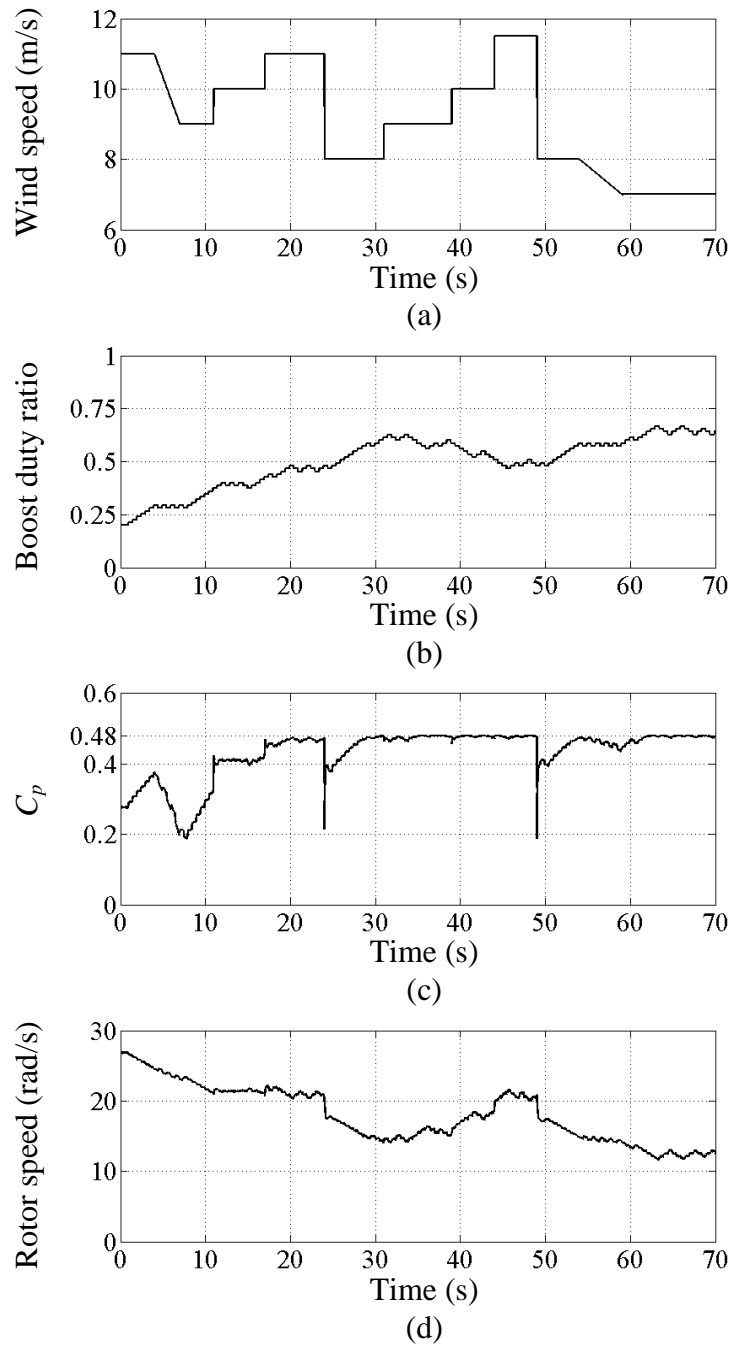 12
10
8
6
Wind speed (m/s)
0 10 20 30 40 50 60 70
Time (s)
(a)
1
0.75
0.5
0.25
0
Boost duty ratio
0 10 20 30 40 50 60 70
Time (s)
(b)
0.6
0.48
0.4
0.2
0
Cp
0 10 20 30 40 50 60 70
Time (s)
(c)
30
20
10
0
Rotor speed (rad/s)
0 10 20 30 40 50 60 70
Time (s)
(d)